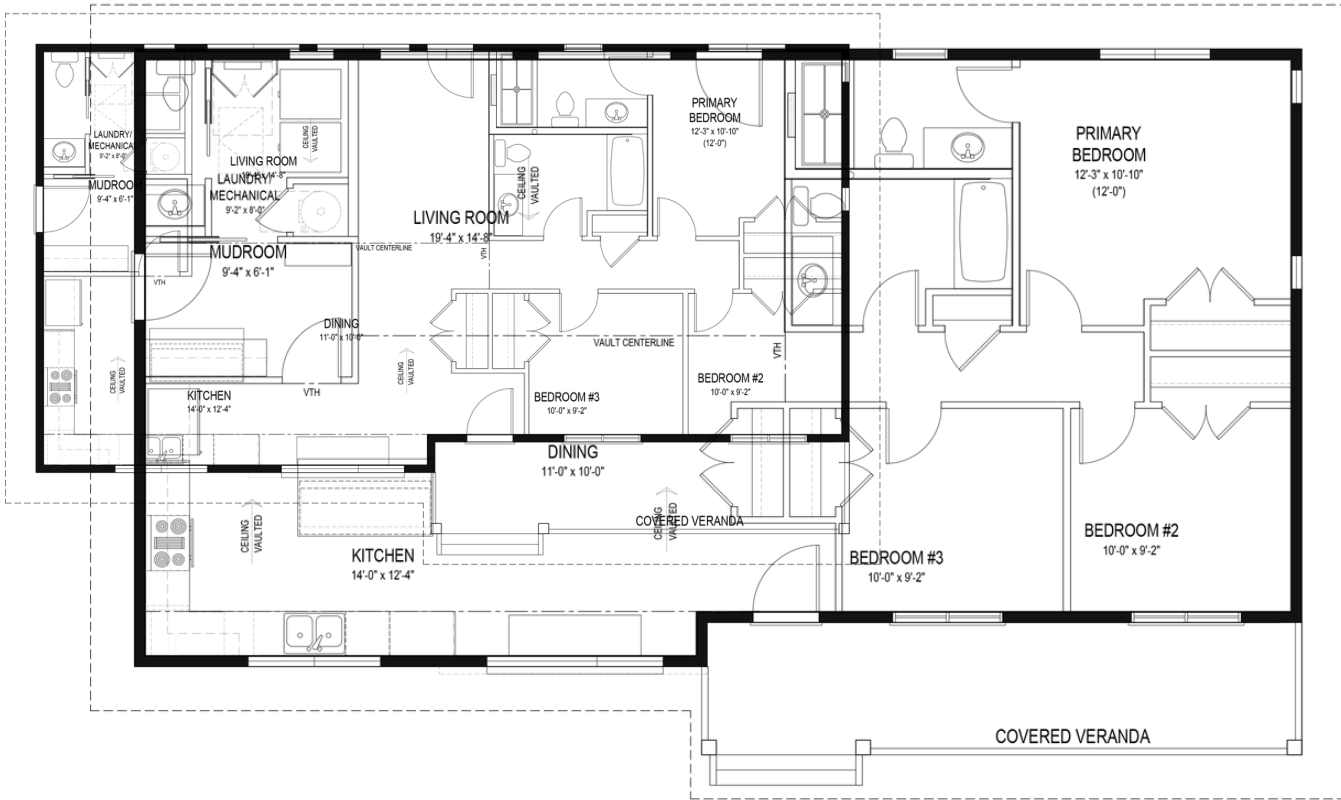 PRIMARY
BEDROOM
12'-3" x 10'-10"
(12'-0")
PRIMARY
BEDROOM
12'-3" x 10'-10"
(12'-0")
LAUNDRY/
MECHANICAL
9'-2" x 8'-0"
MUDROOM
9'-4" x 6'-1"
CEILING
VAULTED
LIVING ROOM
19'-4" x 14'-8"
LAUNDRY/
MECHANICAL
9'-2" x 8'-0"
CEILING
VAULTED
LIVING ROOM
19'-4" x 14'-8"
MUDROOM
9'-4" x 6'-1"
VAULT CENTERLINE
VTH
VTH
DINING
11'-0" x 10'-0"
VAULT CENTERLINE
VTH
CEILING
VAULTED
CEILING
VAULTED
VTH
KITCHEN
14'-0" x 12'-4"
BEDROOM #3
10'-0" x 9'-2"
BEDROOM #2
10'-0" x 9'-2"
DINING
11'-0" x 10'-0"
CEILING
VAULTED
COVERED VERANDA
CEILING
VAULTED
KITCHEN
14'-0" x 12'-4"
BEDROOM #3
10'-0" x 9'-2"
BEDROOM #2
10'-0" x 9'-2"
COVERED VERANDA